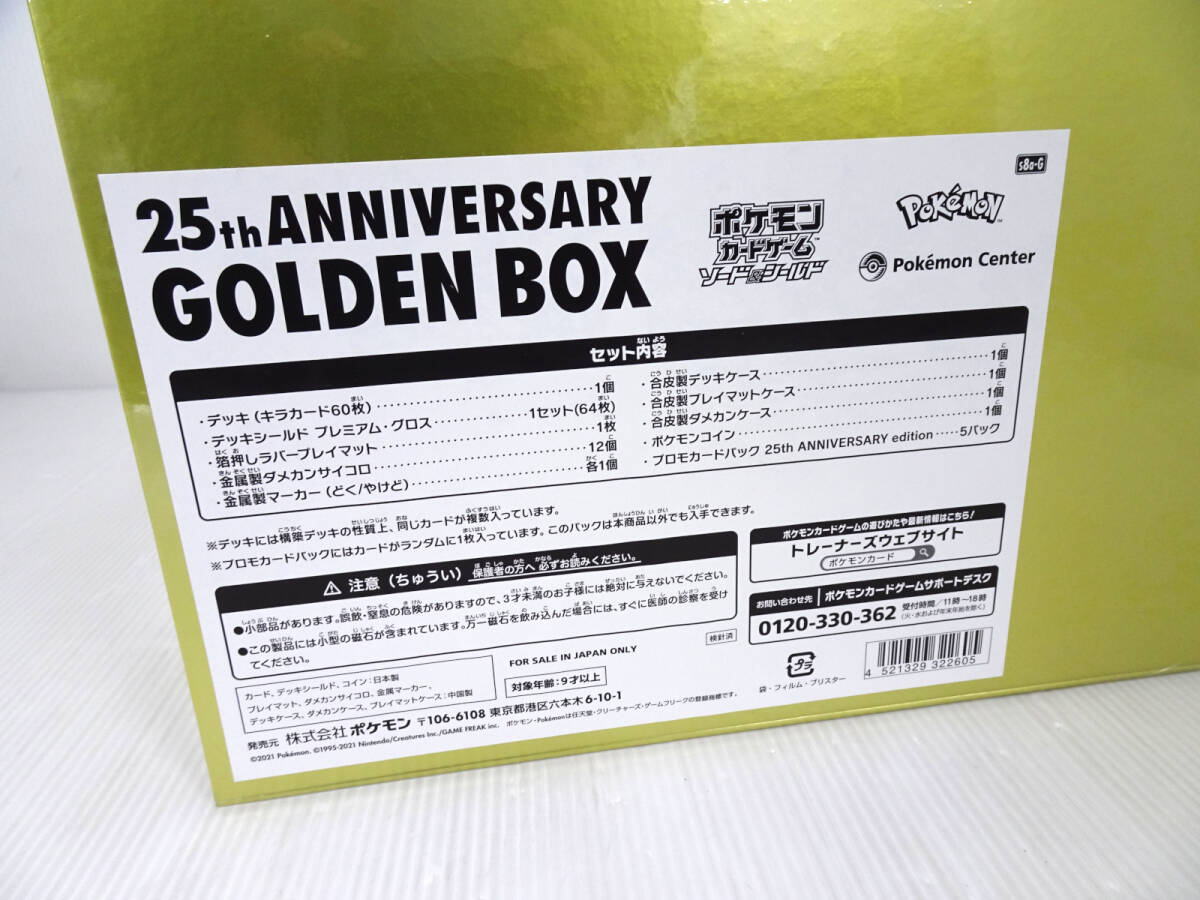 s8a-G
25th ANNIVERSARY
GOLDEN BOX
ポケモン
カードゲーム
ソード&シールド
POKéMON
Pokémon Center
セット内容
・デッキ(キラカード60枚)……1個
・デッキシールド プレミアム・グロス……1セット(64枚)
・箔押しラバープレイマット……1枚
・金属製ダメカンサイコロ……12個
・金属製マーカー(どく/やけど)……各1個
・合皮製デッキケース……1個
・合皮製プレイマットケース……1個
・合皮製ダメカンケース……1個
・ポケモンコイン……1個
・プロモカードパック 25th ANNIVERSARY edition……5パック
※デッキには構築デッキの性質上、同じカードが複数入っています。
※プロモカードパックにはカードがランダムに1枚入っています。このパックは本商品以外でも入手できます。
注意(ちゅうい) 保護者の方へ 必ずお読みください。
●小部品があります。誤飲・窒息の危険がありますので、3才未満のお子様には絶対に与えないでください。
●この製品には小型の磁石が含まれています。万一磁石を飲み込んだ場合には、すぐに医師の診察を受け
てください。
ポケモンカードゲームの遊びかたや最新情報はこちら!
トレーナーズウェブサイト
ポケモンカード
お問い合わせ先
ポケモンカードゲームサポートデスク
0120-330-362
受付時間/11時~18時
(火・水および年末年始を除く)
カード、デッキシールド、コイン:日本製
プレイマット、ダメカンサイコロ、金属マーカー、
デッキケース、ダメカンケース、プレイマットケース:中国製
FOR SALE IN JAPAN ONLY
対象年齢:9才以上
検針済
プラ
袋・フィルム・ブリスター
4 521329 322605
発売元 株式会社ポケモン 〒106-6108 東京都港区六本木6-10-1
©2021 Pokémon. ©1995-2021 Nintendo/Creatures Inc./GAME FREAK inc. ポケモン・Pokémonは任天堂・クリーチャーズ・ゲームフリークの登録商標です。